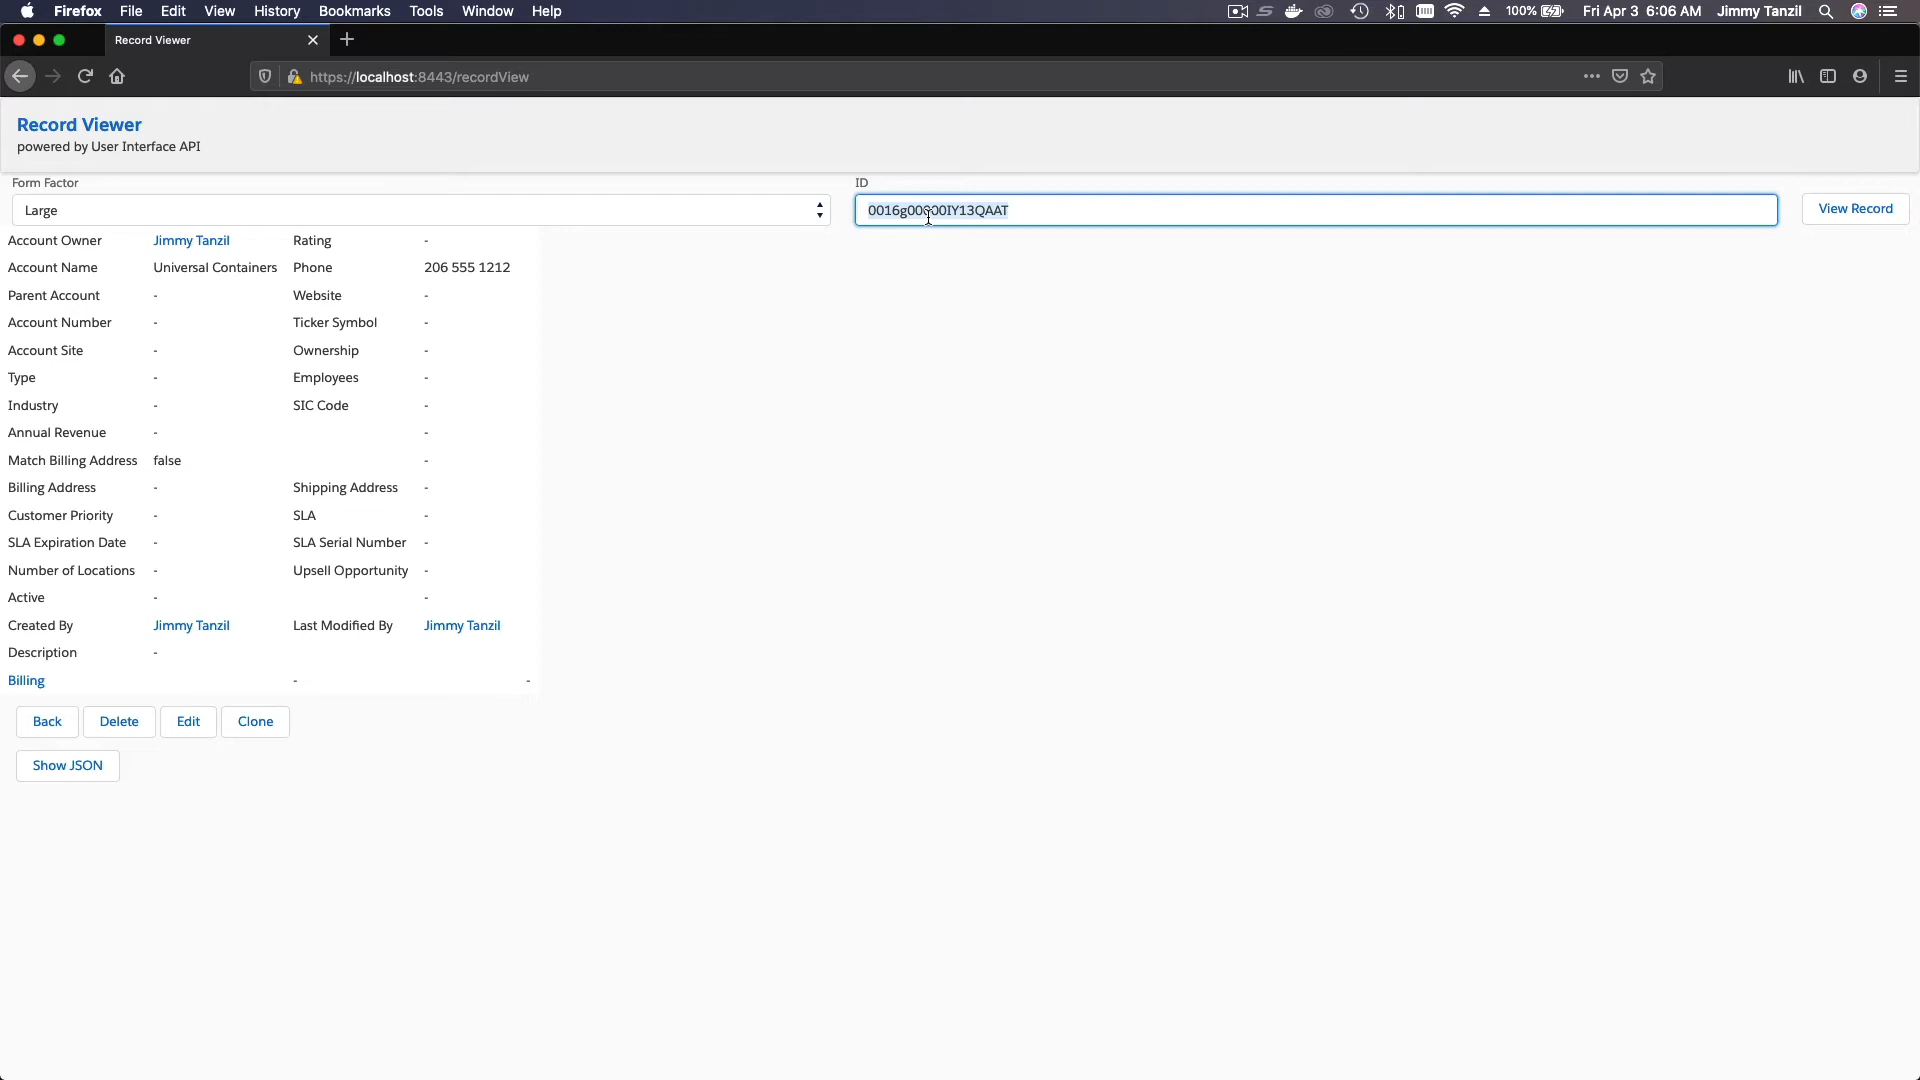 Firefox File Edit View History Bookmarks Tools Window Help 100% Fri Apr 3 6:06 AM Jimmy Tanzil
Record Viewer
https://localhost:8443/recordView
Record Viewer
powered by User Interface API
Form Factor ID
Large View Record
Account Owner Jimmy Tanzil Rating -
Account Name Universal Containers Phone 206 555 1212
Parent Account - Website -
Account Number - Ticker Symbol -
Account Site - Ownership -
Type - Employees -
Industry - SIC Code -
Annual Revenue - -
Match Billing Address false -
Billing Address - Shipping Address -
Customer Priority - SLA -
SLA Expiration Date - SLA Serial Number -
Number of Locations - Upsell Opportunity -
Active - -
Created By Jimmy Tanzil Last Modified By Jimmy Tanzil
Description -
Billing - -
Back Delete Edit Clone
Show JSON